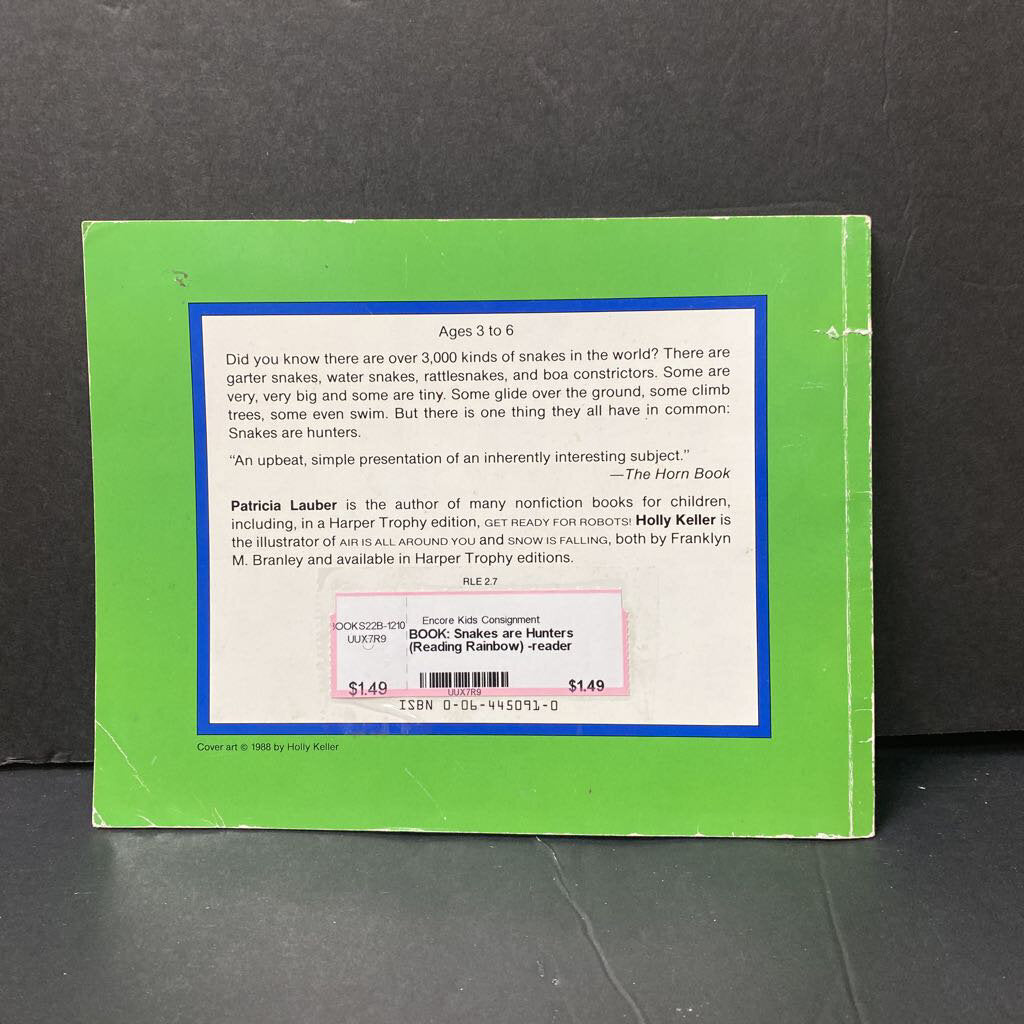 Ages 3 to 6
Did you know there are over 3,000 kinds of snakes in the world? There are
garter snakes, water snakes, rattlesnakes, and boa constrictors. Some are
very, very big and some are tiny. Some glide over the ground, some climb
trees, some even swim. But there is one thing they all have in common:
Snakes are hunters.
“An upbeat, simple presentation of an inherently interesting subject.”
—The Horn Book
Patricia Lauber is the author of many nonfiction books for children,
including, in a Harper Trophy edition, GET READY FOR ROBOTS! Holly Keller is
the illustrator of AIR IS ALL AROUND YOU and SNOW IS FALLING, both by Franklyn
M. Branley and available in Harper Trophy editions.
RLE 2.7
OOKS22B-1210
UUX7R9
$1.49
Encore Kids Consignment
BOOK: Snakes are Hunters
(Reading Rainbow) -reader
UUX7R9
$1.49
ISBN 0-06-445091-0
Cover art © 1988 by Holly Keller